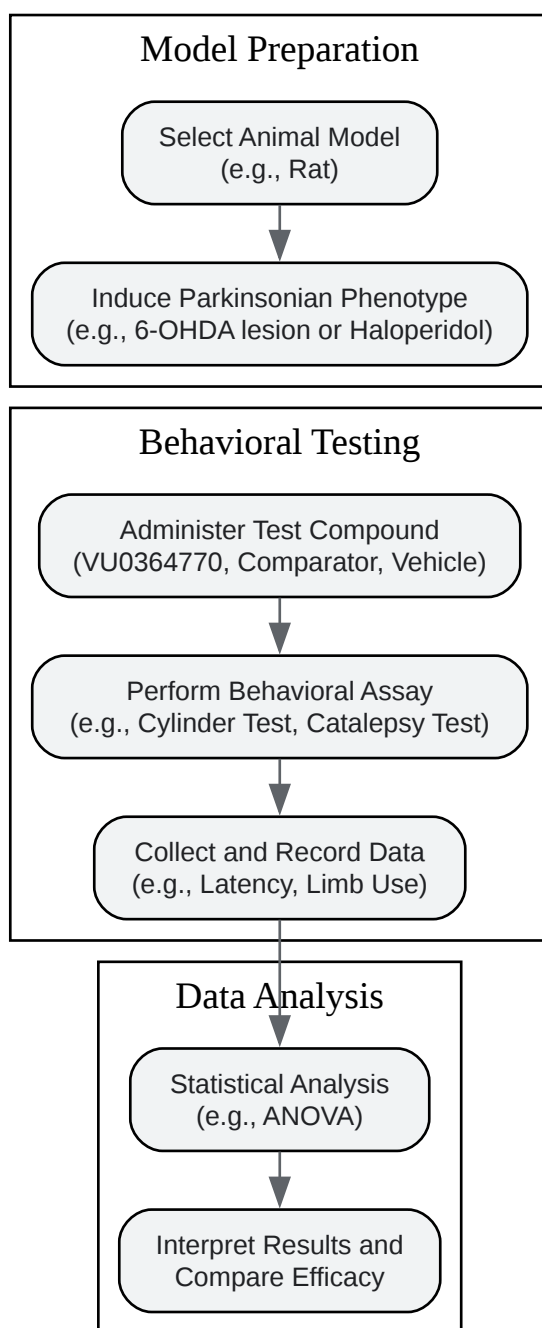 Model Preparation
Select Animal Model
(e.g., Rat)
Induce Parkinsonian Phenotype
(e.g., 6-OHDA lesion or Haloperidol)
Behavioral Testing
Administer Test Compound
(VU0364770, Comparator, Vehicle)
Perform Behavioral Assay
(e.g., Cylinder Test, Catalepsy Test)
Collect and Record Data
(e.g., Latency, Limb Use)
Data Analysis
Statistical Analysis
(e.g., ANOVA)
Interpret Results and
Compare Efficacy